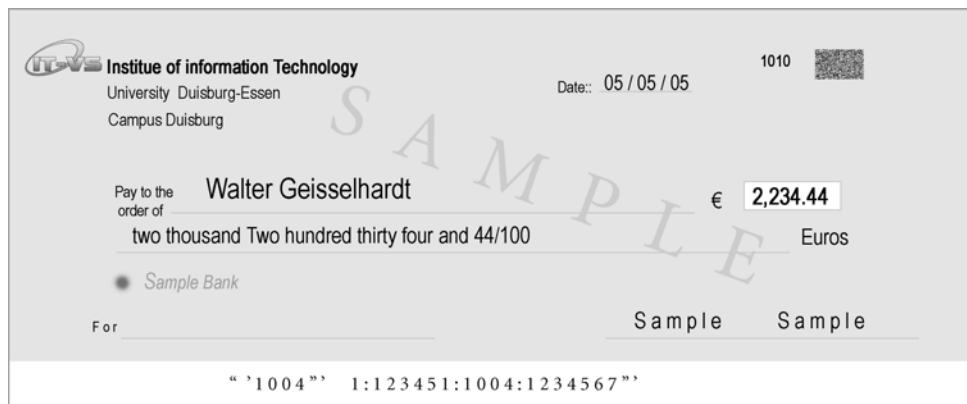 IT-VS
Institue of information Technology
University Duisburg-Essen
Campus Duisburg
1010
Date:: 05 / 05 / 05
SAMPLE
Pay to the
order of
Walter Geisselhardt
€ 2,234.44
two thousand Two hundred thirty four and 44/100
Euros
Sample Bank
For
Sample Sample
“ ’1004”’ 1:123451:1004:1234567”’